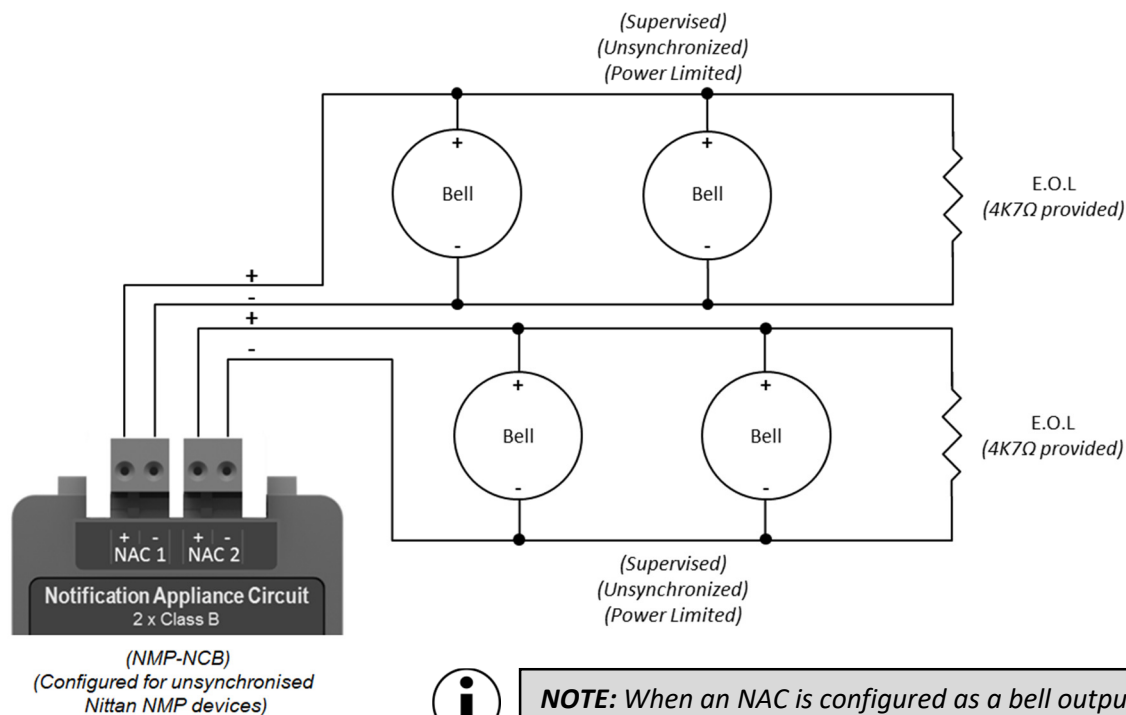 (Supervised)
(Unsynchronized)
(Power Limited)
+
+
Bell
Bell
-
-
E.O.L
(4K7Ω provided)
+
-
+
-
+
+
Bell
Bell
-
-
E.O.L
(4K7Ω provided)
+ - + -
NAC 1 NAC 2
Notification Appliance Circuit
2 x Class B
(Supervised)
(Unsynchronized)
(Power Limited)
(NMP-NCB)
(Configured for unsynchronised
Nittan NMP devices)
i
NOTE: When an NAC is configured as a bell outpu